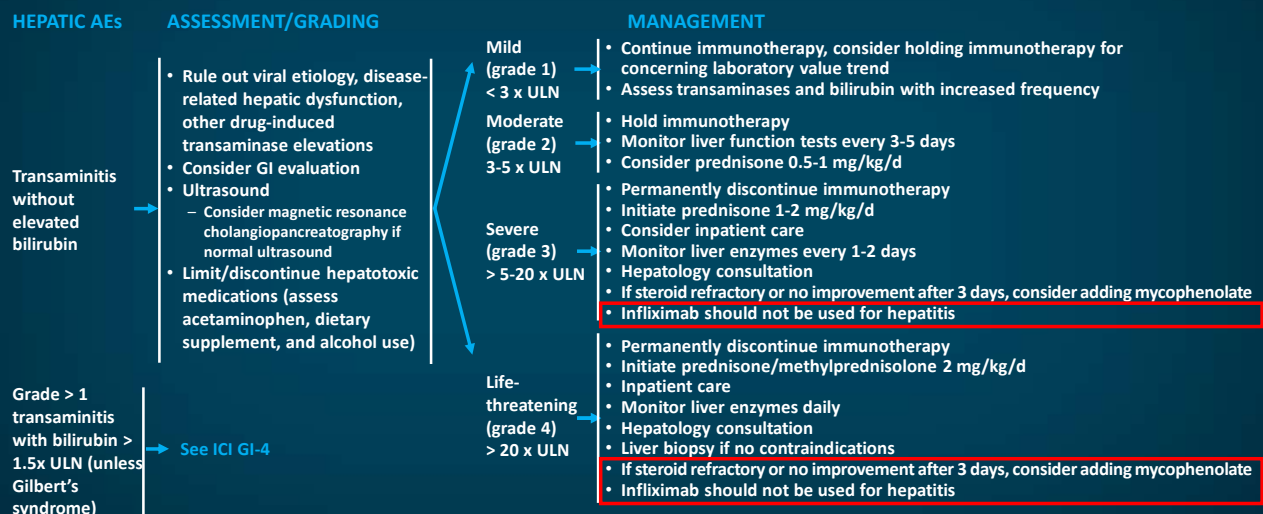 HEPATIC AEs
ASSESSMENT/GRADING
MANAGEMENT
Transaminitis
without
elevated
bilirubin
• Rule out viral etiology, disease-
related hepatic dysfunction,
other drug-induced
transaminase elevations
• Consider GI evaluation
• Ultrasound
– Consider magnetic resonance
cholangiopancreatography if
normal ultrasound
• Limit/discontinue hepatotoxic
medications (assess
acetaminophen, dietary
supplement, and alcohol use)
Mild
(grade 1)
< 3 x ULN
• Continue immunotherapy, consider holding immunotherapy for
concerning laboratory value trend
• Assess transaminases and bilirubin with increased frequency
Moderate
(grade 2)
3-5 x ULN
• Hold immunotherapy
• Monitor liver function tests every 3-5 days
• Consider prednisone 0.5-1 mg/kg/d
Severe
(grade 3)
> 5-20 x ULN
• Permanently discontinue immunotherapy
• Initiate prednisone 1-2 mg/kg/d
• Consider inpatient care
• Monitor liver enzymes every 1-2 days
• Hepatology consultation
• If steroid refractory or no improvement after 3 days, consider adding mycophenolate
• Infliximab should not be used for hepatitis
Life-
threatening
(grade 4)
> 20 x ULN
• Permanently discontinue immunotherapy
• Initiate prednisone/methylprednisolone 2 mg/kg/d
• Inpatient care
• Monitor liver enzymes daily
• Hepatology consultation
• Liver biopsy if no contraindications
• If steroid refractory or no improvement after 3 days, consider adding mycophenolate
• Infliximab should not be used for hepatitis
Grade > 1
transaminitis
with bilirubin >
1.5x ULN (unless
Gilbert's
syndrome)
See ICI GI-4